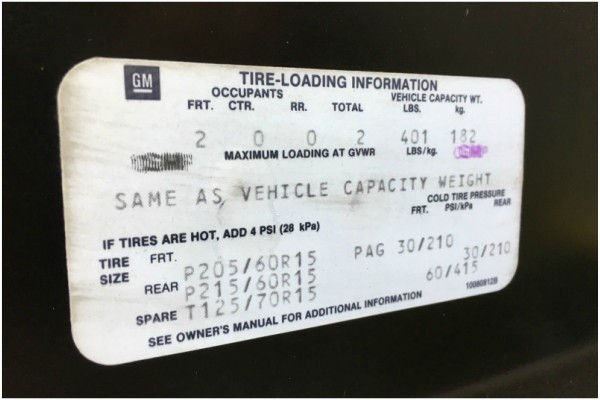 GM
TIRE-LOADING INFORMATION
OCCUPANTS VEHICLE CAPACITY WT.
FRT. CTR. RR. TOTAL LBS. kg.
2 0 0 2 401 182
MAXIMUM LOADING AT GVWR LBS/kg.
SAME AS VEHICLE CAPACITY WEIGHT
COLD TIRE PRESSURE
FRT. PSI/kPa REAR
IF TIRES ARE HOT, ADD 4 PSI (28 kPa)
TIRE SIZE FRT. P205/60R15 PAG 30/210 30/210
REAR P215/60R15 60/415
SPARE T125/70R15
10080812B
SEE OWNER'S MANUAL FOR ADDITIONAL INFORMATION